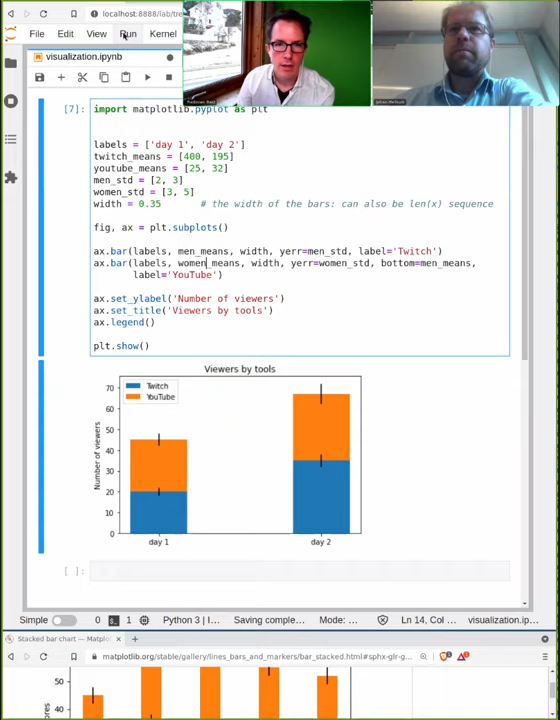 localhost:8888/lab/tre
File Edit View Run Kernel
visualization.ipynb
[7]: import matplotlib.pyplot as plt
labels = ['day 1', 'day 2']
twitch_means = [400, 195]
youtube_means = [25, 32]
men_std = [2, 3]
women_std = [3, 5]
width = 0.35 # the width of the bars: can also be len(x) sequence
fig, ax = plt.subplots()
ax.bar(labels, men_means, width, yerr=men_std, label='Twitch')
ax.bar(labels, women_means, width, yerr=women_std, bottom=men_means,
label='YouTube')
ax.set_ylabel('Number of viewers')
ax.set_title('Viewers by tools')
ax.legend()
plt.show()
Viewers by tools
Twitch
YouTube
70
60
50
40
30
20
10
0
Number of viewers
day 1 day 2
[ ]:
Simple 0 1 Python 3 | I... Saving comple... Mode: ... Ln 14, Col ... visualization.ip...
Stacked bar chart — Matplot
matplotlib.org/stable/gallery/lines_bars_and_markers/bar_stacked.html#sphx-glr-g...
50
40
ores